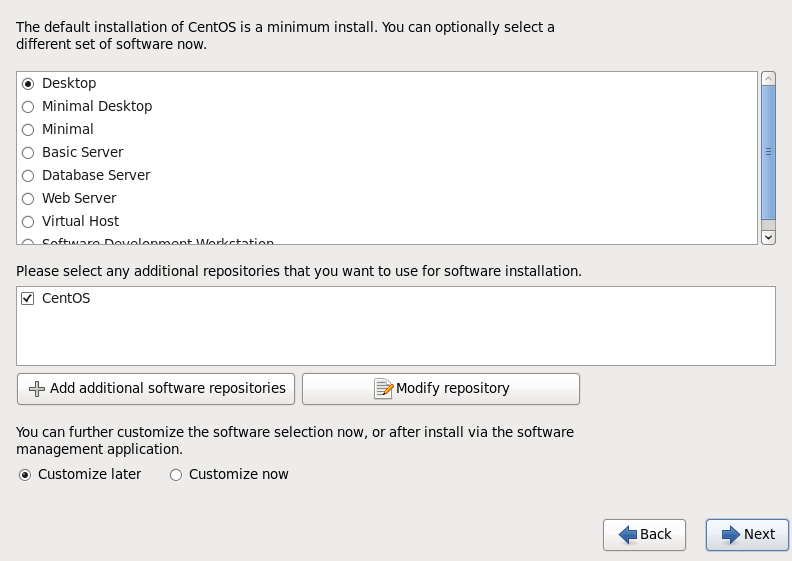 The default installation of CentOS is a minimum install. You can optionally select a
different set of software now.
Desktop
Minimal Desktop
Minimal
Basic Server
Database Server
Web Server
Virtual Host
Software Development Workstation
Please select any additional repositories that you want to use for software installation.
CentOS
Add additional software repositories
Modify repository
You can further customize the software selection now, or after install via the software
management application.
Customize later
Customize now
Back
Next